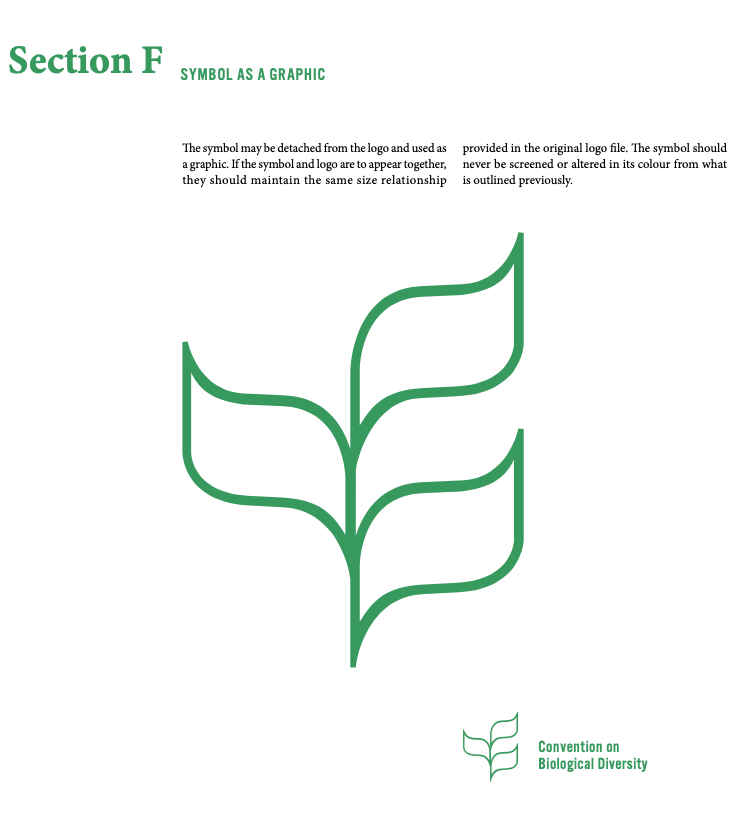 Section F
SYMBOL AS A GRAPHIC
The symbol may be detached from the logo and used as
a graphic. If the symbol and logo are to appear together,
they should maintain the same size relationship
provided in the original logo file. The symbol should
never be screened or altered in its colour from what
is outlined previously.
Convention on
Biological Diversity